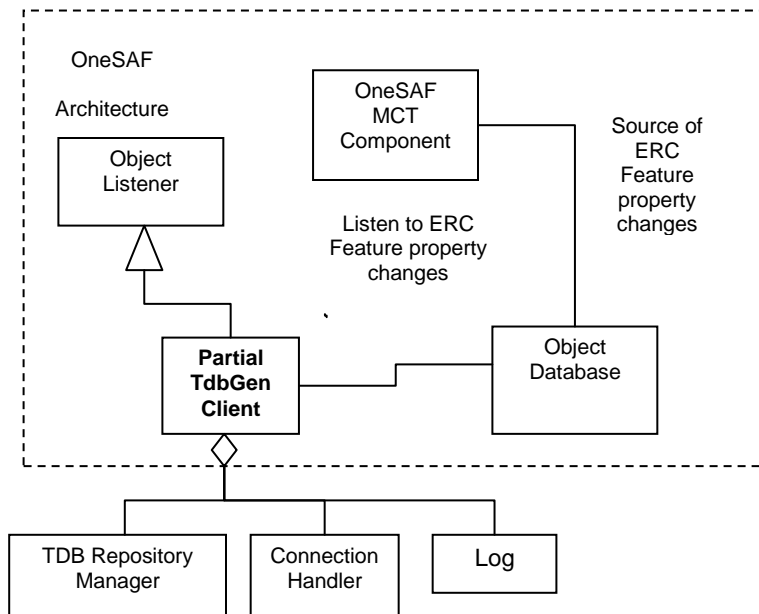 OneSAF
Architecture
Object
Listener
OneSAF
MCT
Component
Source of
ERC
Feature
property
changes
Listen to ERC
Feature property
changes
Partial
TdbGen
Client
Object
Database
TDB Repository
Manager
Connection
Handler
Log